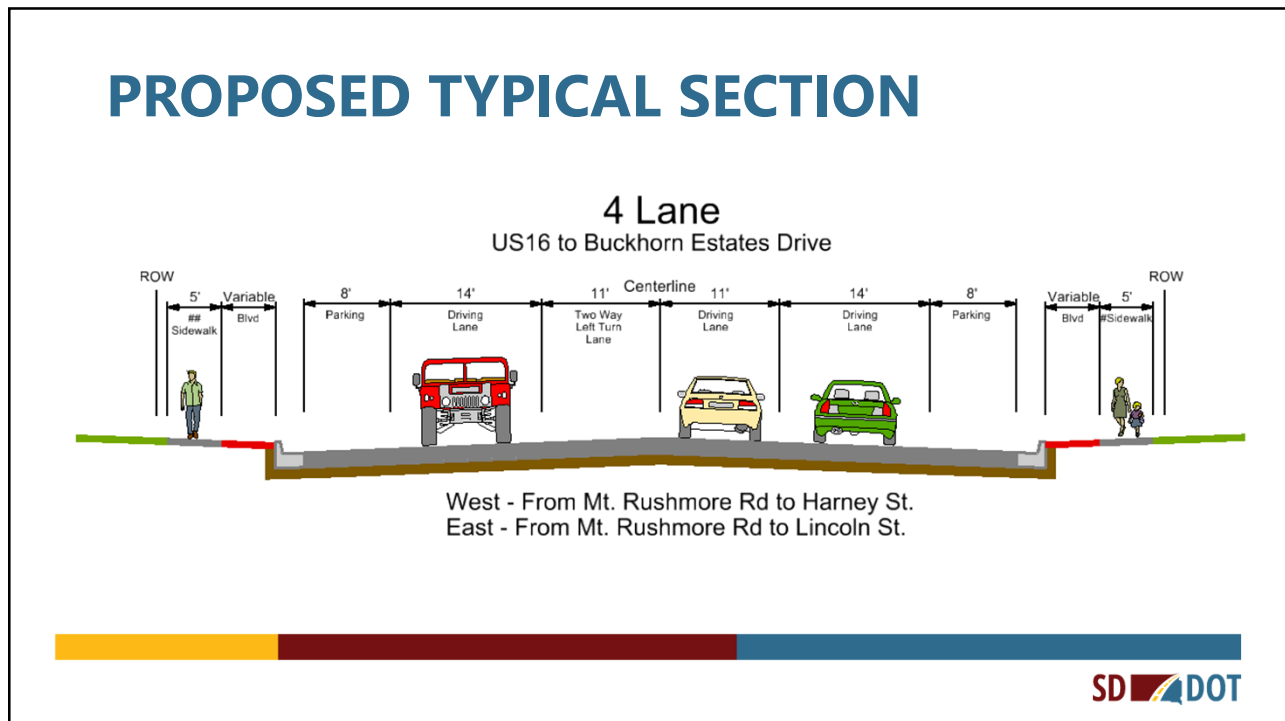 PROPOSED TYPICAL SECTION
4 Lane
US16 to Buckhorn Estates Drive
ROW
5'
##
Sidewalk
Variable
Blvd
8'
Parking
14'
Driving
Lane
11'
Two Way
Left Turn
Lane
Centerline
11'
Driving
Lane
14'
Driving
Lane
8'
Parking
Variable
Blvd
5'
#Sidewalk
ROW
West - From Mt. Rushmore Rd to Harney St.
East - From Mt. Rushmore Rd to Lincoln St.
SD DOT